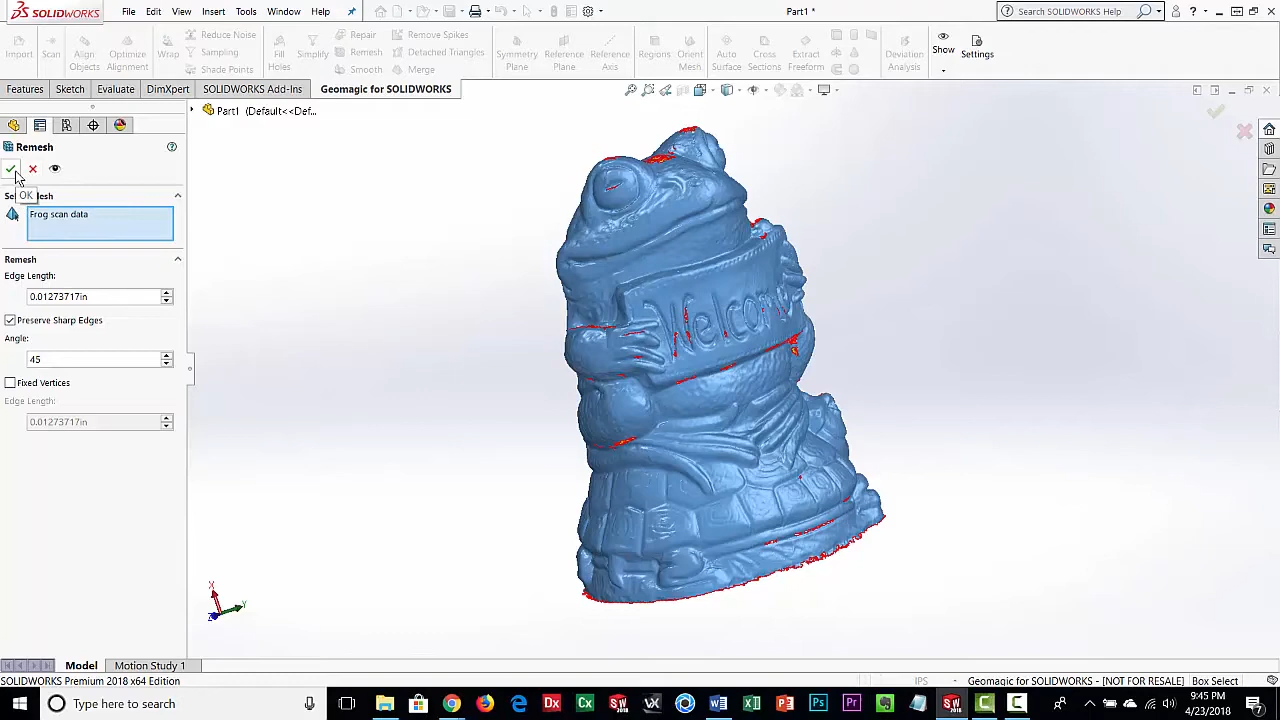 SOLIDWORKS File Edit View Insert Tools Window Help Part1 * Search SOLIDWORKS Help
Import Scan Align Objects Optimize Alignment Wrap Reduce Noise Sampling Shade Points Fill Holes Simplify Repair Remesh Smooth Remove Spikes Detached Triangles Merge Symmetry Plane Reference Plane Reference Axis Regions Orient Mesh Auto Surface Cross Sections Extract Freeform Deviation Analysis Show Settings
Features Sketch Evaluate DimXpert SOLIDWORKS Add-Ins Geomagic for SOLIDWORKS
Part1 (Default<<Def...
Remesh
OK
Frog scan data
Remesh
Edge Length:
0.01273717in
Preserve Sharp Edges
Angle:
45
Fixed Vertices
Edge Length:
0.01273717in
Welcome
X
Y
Z
Model Motion Study 1
SOLIDWORKS Premium 2018 x64 Edition IPS Geomagic for SOLIDWORKS - [NOT FOR RESALE] Box Select
Type here to search
9:45 PM
4/23/2018